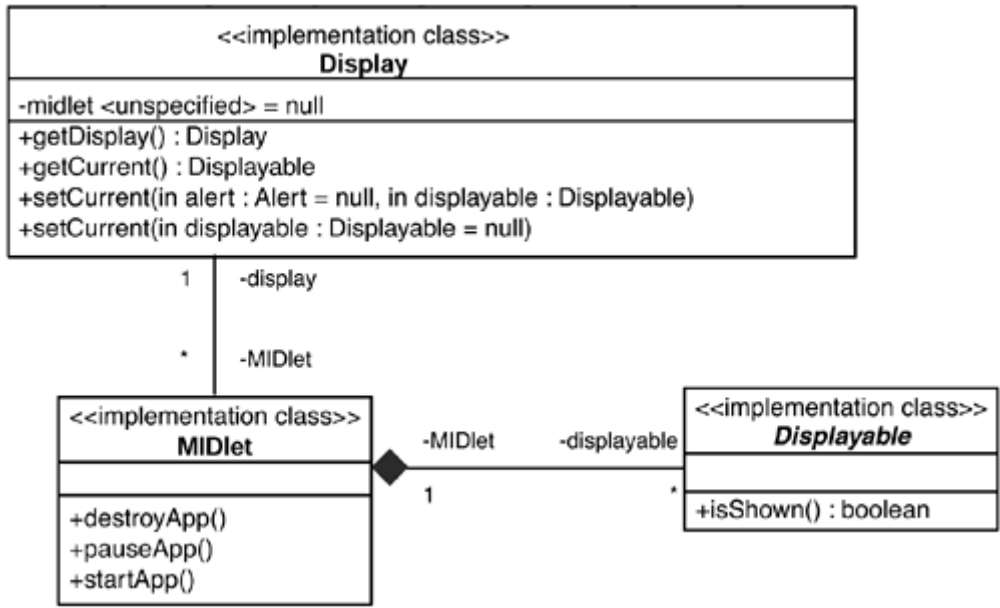 <<implementation class>>
Display
-midlet <unspecified> = null
+getDisplay() : Display
+getCurrent() : Displayable
+setCurrent(in alert : Alert = null, in displayable : Displayable)
+setCurrent(in displayable : Displayable = null)
1 -display
* -MIDlet
<<implementation class>>
MIDlet
+destroyApp()
+pauseApp()
+startApp()
-MIDlet -displayable
1 *
<<implementation class>>
Displayable
+isShown() : boolean